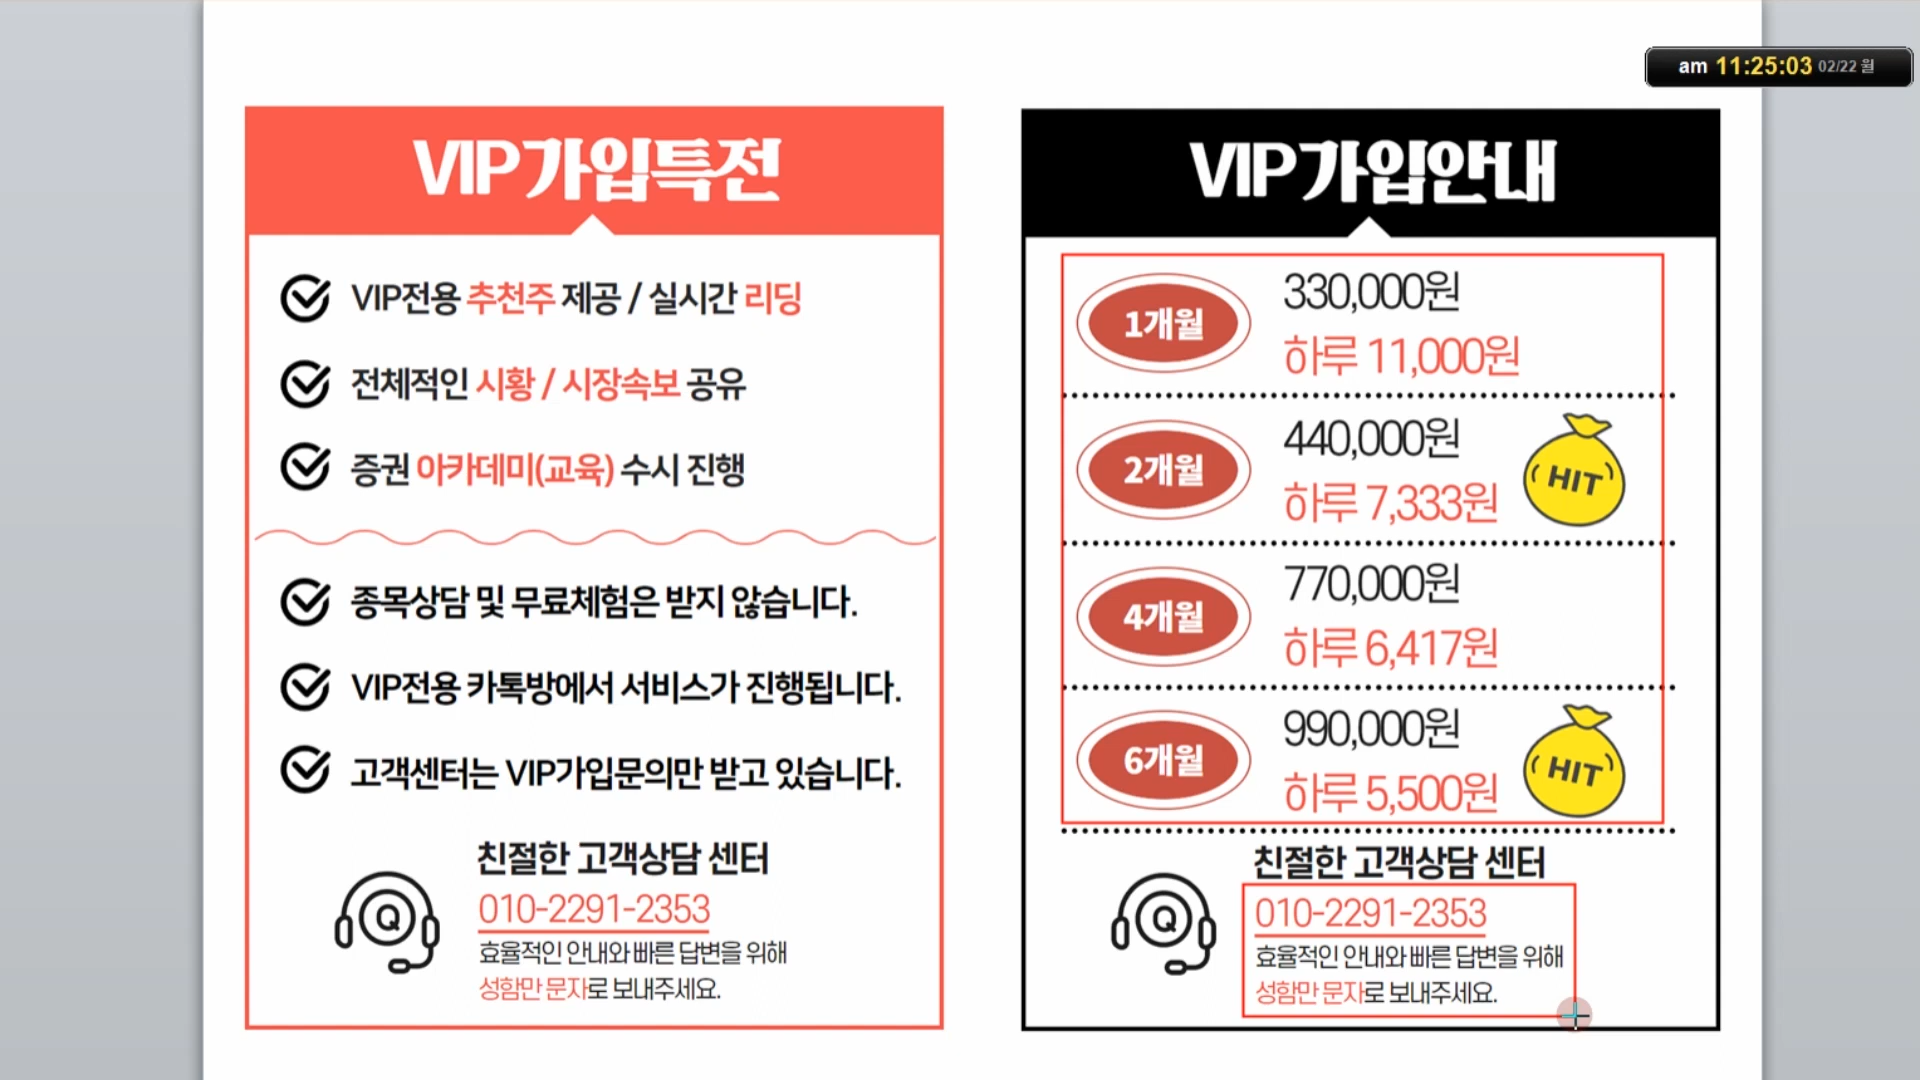 am 11:25:03 02/22 월
VIP가입특전
VIP전용 추천주 제공 / 실시간 리딩
전체적인 시황 / 시장속보 공유
증권 아카데미(교육) 수시 진행
종목상담 및 무료체험은 받지 않습니다.
VIP전용 카톡방에서 서비스가 진행됩니다.
고객센터는 VIP가입문의만 받고 있습니다.
Q
친절한 고객상담 센터
010-2291-2353
효율적인 안내와 빠른 답변을 위해
성함만 문자로 보내주세요.
VIP가입안내
1개월
330,000원
하루 11,000원
2개월
440,000원
하루 7,333원
HIT
4개월
770,000원
하루 6,417원
6개월
990,000원
하루 5,500원
HIT
Q
친절한 고객상담 센터
010-2291-2353
효율적인 안내와 빠른 답변을 위해
성함만 문자로 보내주세요.